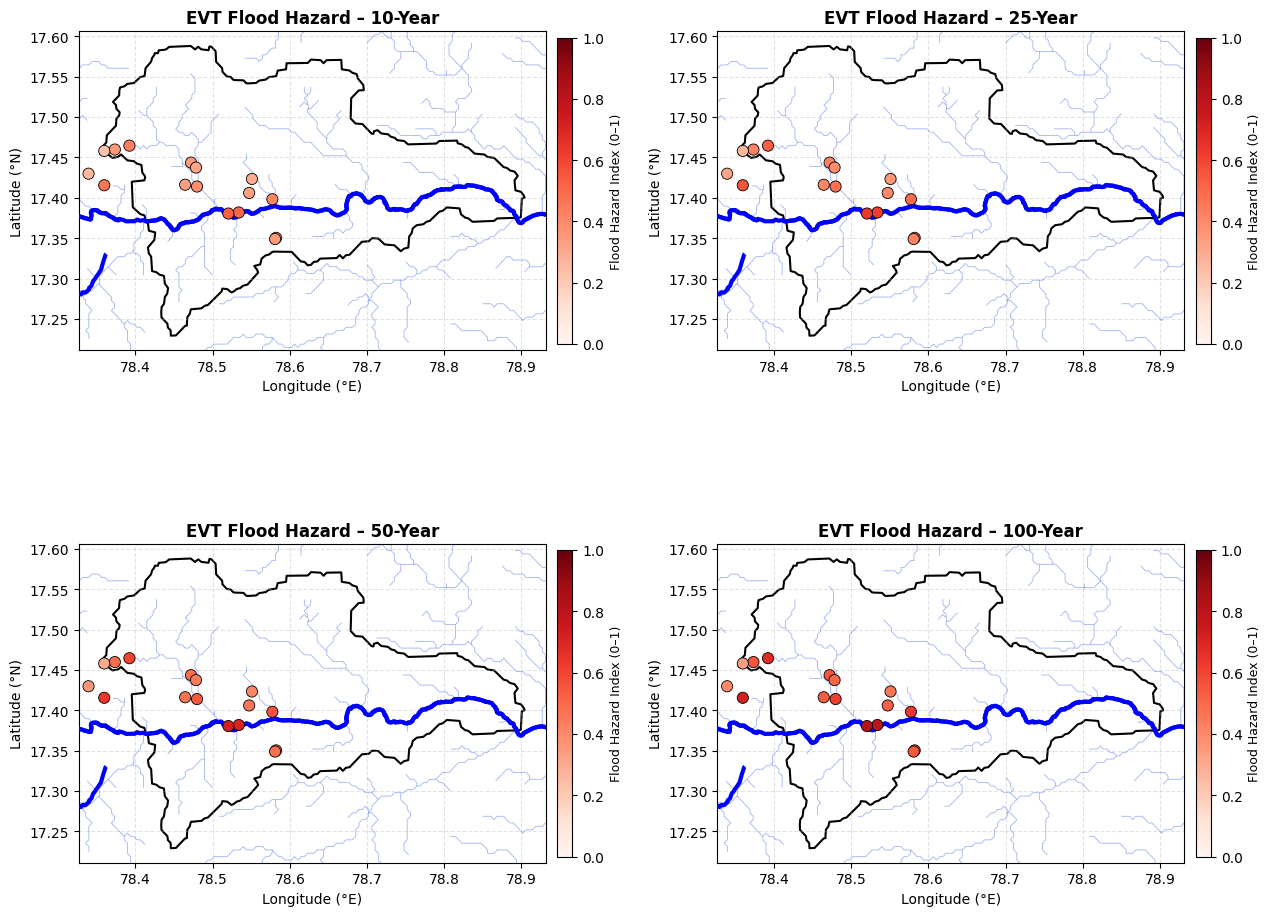 EVT Flood Hazard – 10-Year
17.60
17.55
17.50
17.45
17.40
17.35
17.30
17.25
Latitude (°N)
78.4 78.5 78.6 78.7 78.8 78.9
Longitude (°E)
1.0
0.8
0.6
0.4
0.2
0.0
Flood Hazard Index (0–1)
EVT Flood Hazard – 25-Year
17.60
17.55
17.50
17.45
17.40
17.35
17.30
17.25
Latitude (°N)
78.4 78.5 78.6 78.7 78.8 78.9
Longitude (°E)
1.0
0.8
0.6
0.4
0.2
0.0
Flood Hazard Index (0–1)
EVT Flood Hazard – 50-Year
17.60
17.55
17.50
17.45
17.40
17.35
17.30
17.25
Latitude (°N)
78.4 78.5 78.6 78.7 78.8 78.9
Longitude (°E)
1.0
0.8
0.6
0.4
0.2
0.0
Flood Hazard Index (0–1)
EVT Flood Hazard – 100-Year
17.60
17.55
17.50
17.45
17.40
17.35
17.30
17.25
Latitude (°N)
78.4 78.5 78.6 78.7 78.8 78.9
Longitude (°E)
1.0
0.8
0.6
0.4
0.2
0.0
Flood Hazard Index (0–1)